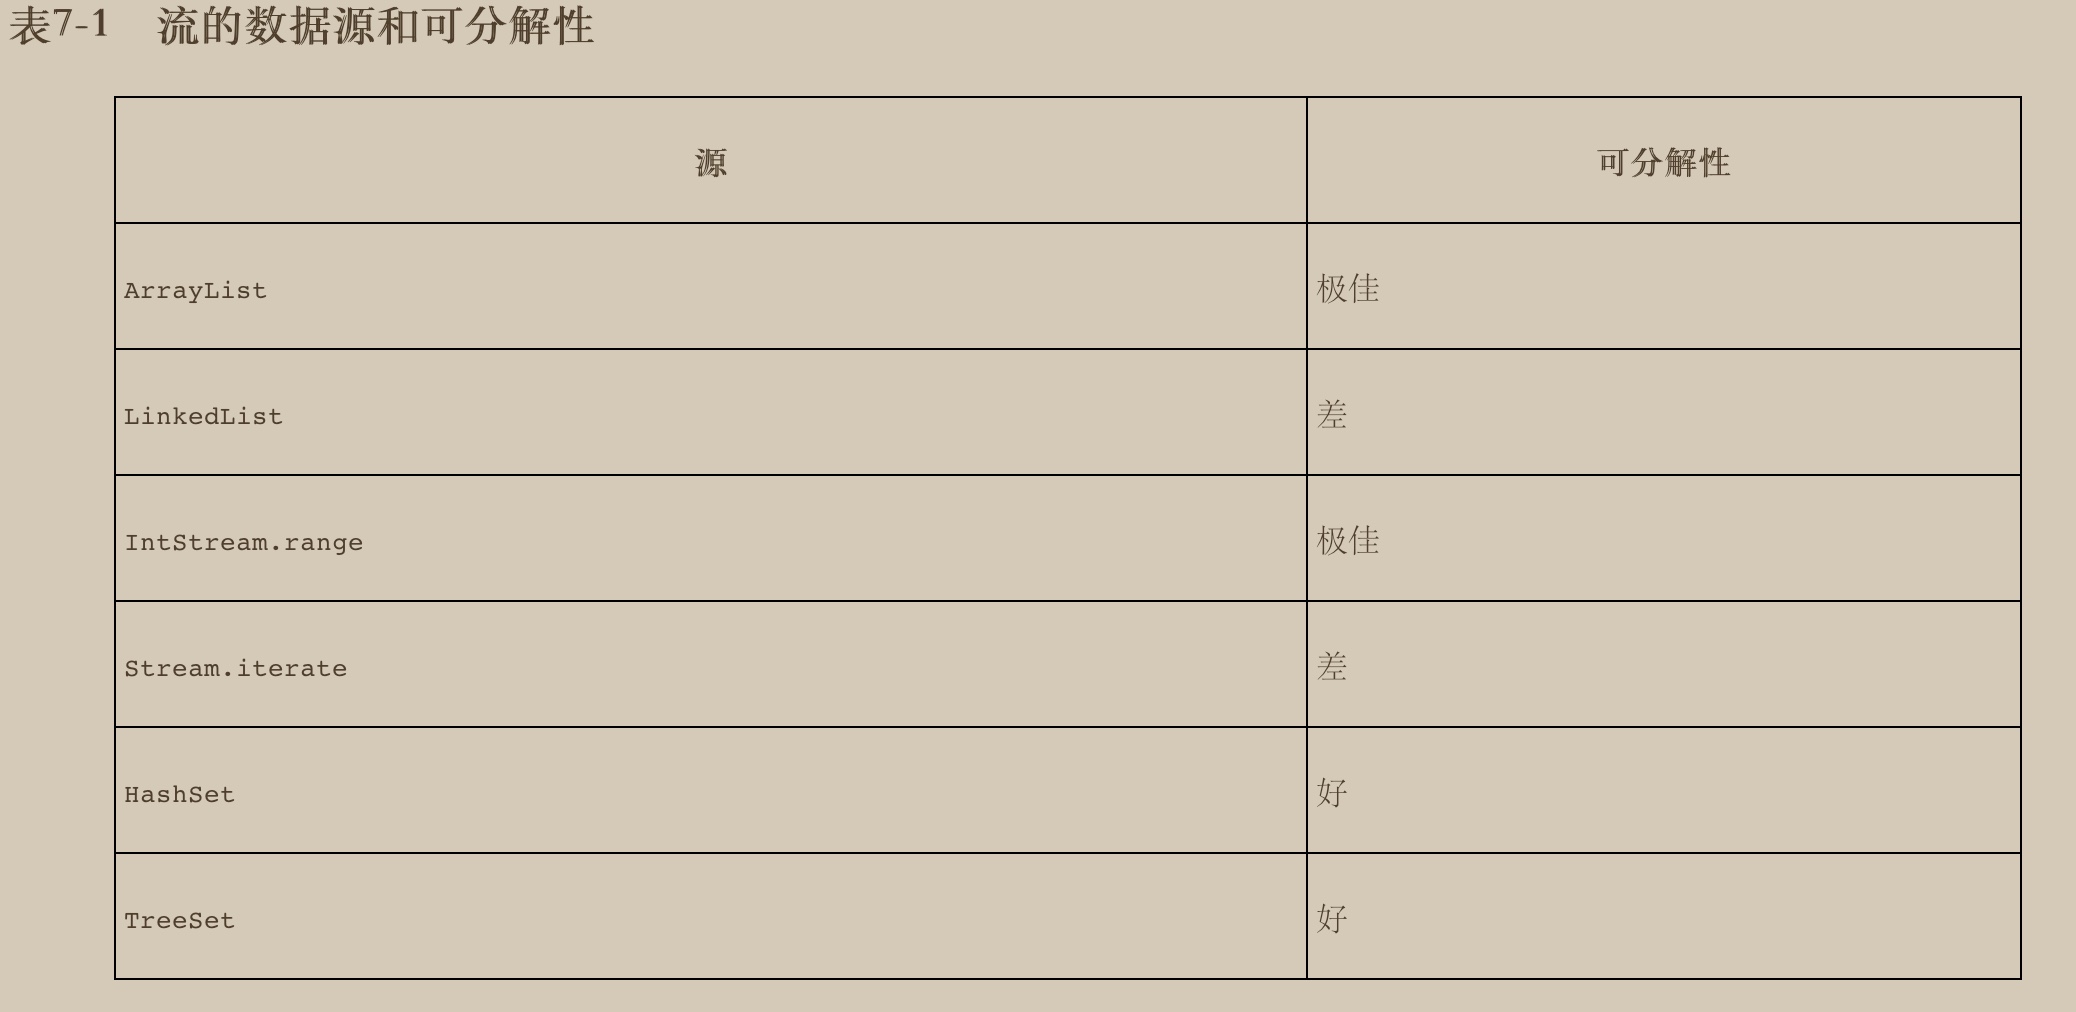 表7-1 流的数据源和可分解性
源 可分解性
ArrayList 极佳
LinkedList 差
IntStream.range 极佳
Stream.iterate 差
HashSet 好
TreeSet 好